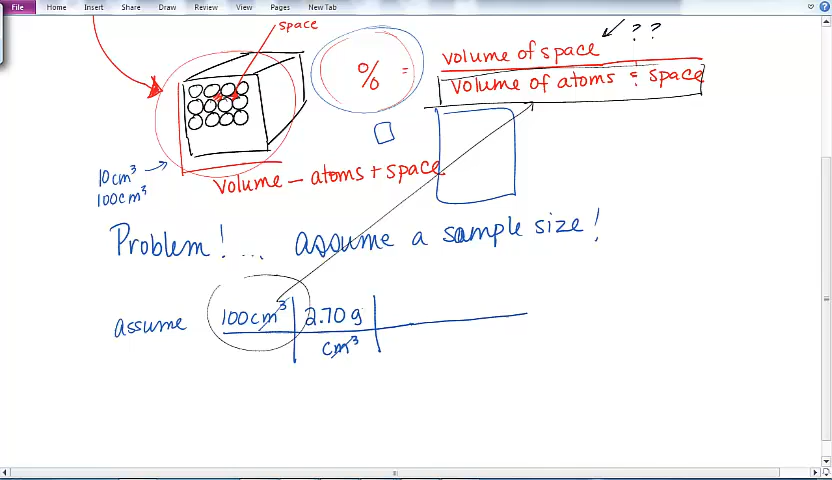 File Home Insert Share Draw Review View Pages New Tab
space
??
% =
volume of space
volume of atoms = space
10cm³
100cm³
volume - atoms + space
Problem! ... assume a sample size!
assume 100cm³ 2.70 g
cm³